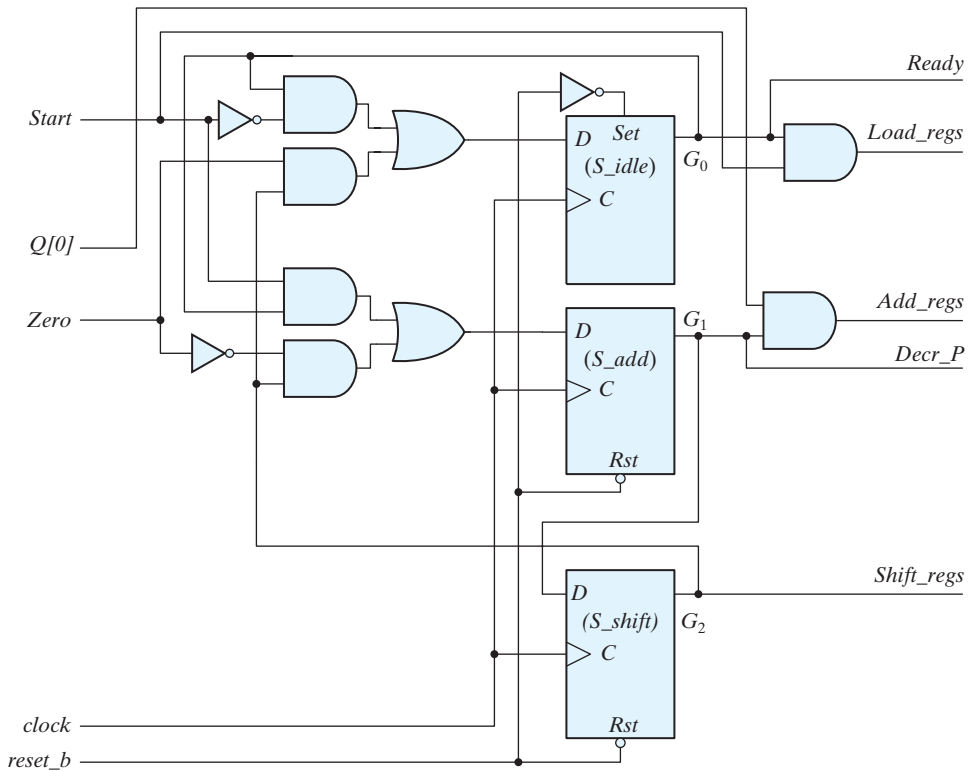 Ready
Start
Set
D
G0
Load_regs
(S_idle)
C
Q[0]
Zero
G1
Add_regs
D
(S_add)
Decr_P
C
Rst
Shift_regs
D
(S_shift)
G2
C
clock
Rst
reset_b